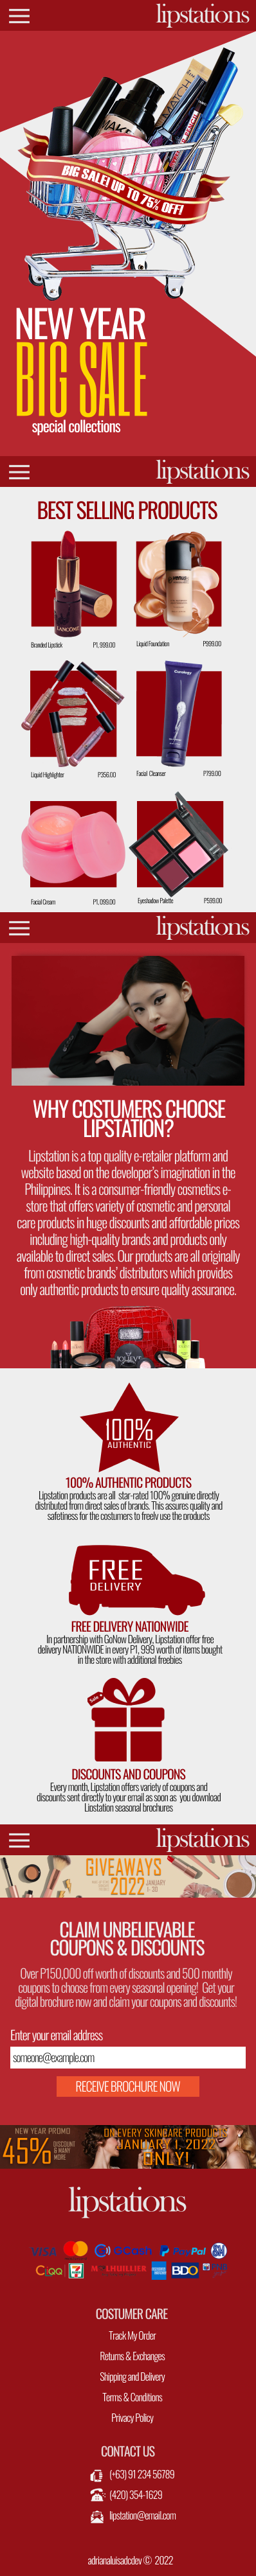 lipstations
MAKE
MATCH
BIG SALE! UP TO 75% OFF!
NEW YEAR
BIG SALE
special collections
lipstations
BEST SELLING PRODUCTS
LANCOME
Branded Lipstick P1,999.00
Liquid Foundation P999.00
Liquid Highlighter P356.00
Curology
Facial Cleanser P799.00
Facial Cream P1,099.00
Eyeshadow Palette P599.00
lipstations
WHY COSTUMERS CHOOSE
LIPSTATION?
Lipstation is a top quality e-retailer platform and
website based on the developer's imagination in the
Philippines. It is a consumer-friendly cosmetics e-
store that offers variety of cosmetic and personal
care products in huge discounts and affordable prices
including high-quality brands and products only
available to direct sales. Our products are all originally
from cosmetic brands' distributors which provides
only authentic products to ensure quality assurance.
100%
AUTHENTIC
100% AUTHENTIC PRODUCTS
Lipstation products are all star-rated 100% genuine directly
distributed from direct sales of brands. This assures quality and
safetiness for the costumers to freely use the products
FREE
DELIVERY
FREE DELIVERY NATIONWIDE
In partnership with GoNow Delivery, Lipstation offer free
delivery NATIONWIDE in every P1, 999 worth of items bought
in the store with additional freebies
Sale
DISCOUNTS AND COUPONS
Every month, Lipstation offers variety of coupons and
discounts sent directly to your email as soon as you download
Lipstation seasonal brochures
lipstations
GIVEAWAYS
2022 JANUARY
1- 30
CLAIM UNBELIEVABLE
COUPONS & DISCOUNTS
Over P150,000 off worth of discounts and 500 monthly
coupons to choose from every seasonal opening! Get your
digital brochure now and claim your coupons and discounts!
Enter your email address
someone@example.com
RECEIVE BROCHURE NOW
NEW YEAR PROMO
45% DISCOUNT
& MANY
MORE
ON EVERY SKINCARE PRODUCTS
JANUARY 1, 2022
ONLY!
lipstations
VISA GCash PayPal SM
7 ELEVEN M LHUILLIER AMERICAN EXPRESS BDO
COSTUMER CARE
Track My Order
Returns & Exchanges
Shipping and Delivery
Terms & Conditions
Privacy Policy
CONTACT US
(+63) 91 234 56789
(420) 354-1629
lipstation@email.com
adrianaluisadcdev © 2022